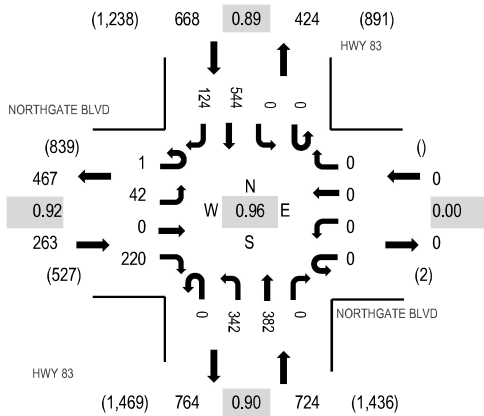 (1,238) 668 0.89 424 (891)
HWY 83
124 544 0 0
NORTHGATE BLVD
(839) ()
1 0
467 0
42 0
N
0.92 W 0.96 E 0.00
0 0
S
263 0
220 0
(527) (2)
0 342 382 0
NORTHGATE BLVD
HWY 83
(1,469) 764 0.90 724 (1,436)